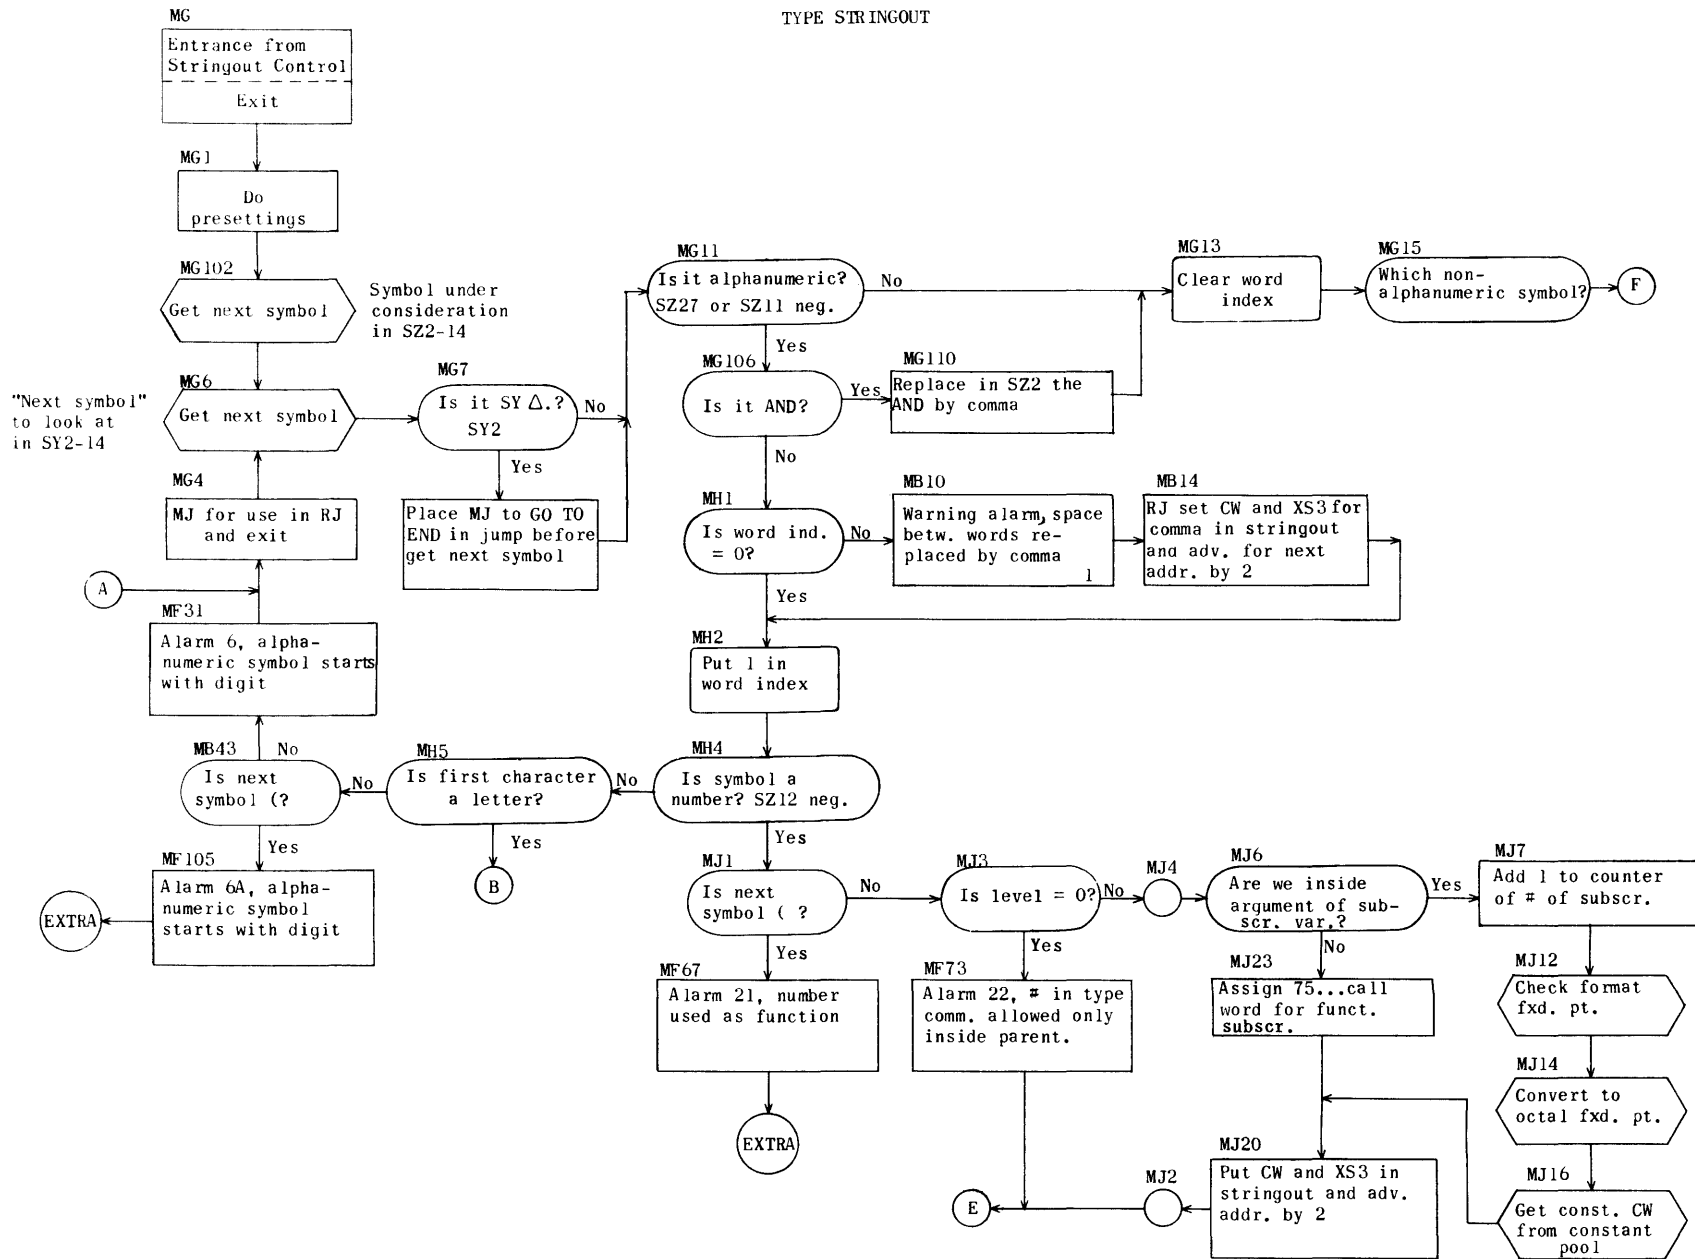 TYPE STRINGOUT
MG
Entrance from
Stringout Control
Exit
MG1
Do
presettings
MG102
Get next symbol
Symbol under
consideration
in SZ2-14
MG6
Get next symbol
"Next symbol"
to look at
in SY2-14
MG7
Is it SY Δ.?
SY2
No
Yes
Place MJ to GO TO
END in jump before
get next symbol
MG4
MJ for use in RJ
and exit
A
MF31
Alarm 6, alpha-
numeric symbol starts
with digit
MG11
Is it alphanumeric?
SZ27 or SZ11 neg.
No
Yes
MG13
Clear word
index
MG15
Which non-
alphanumeric symbol?
F
MG106
Is it AND?
Yes
No
MG110
Replace in SZ2 the
AND by comma
MH1
Is word ind.
= 0?
No
Yes
MB10
Warning alarm, space
betw. words re-
placed by comma
1
MB14
RJ set CW and XS3 for
comma in stringout
and adv. for next
addr. by 2
MH2
Put 1 in
word index
MH4
Is symbol a
number? SZ12 neg.
No
Yes
MH5
Is first character
a letter?
No
Yes
B
MB43
No
Is next
symbol (?
Yes
MF105
Alarm 6A, alpha-
numeric symbol
starts with digit
EXTRA
MJ1
Is next
symbol ( ?
No
Yes
MF67
Alarm 21, number
used as function
EXTRA
MJ3
Is level = 0?
No
Yes
MF73
Alarm 22, # in type
comm. allowed only
inside parent.
MJ4
MJ6
Are we inside
argument of sub-
scr. var.?
Yes
No
MJ7
Add 1 to counter
of # of subscr.
MJ12
Check format
fxd. pt.
MJ14
Convert to
octal fxd. pt.
MJ16
Get const. CW
from constant
pool
MJ23
Assign 75...call
word for funct.
subscr.
MJ20
Put CW and XS3 in
stringout and adv.
addr. by 2
MJ2
E